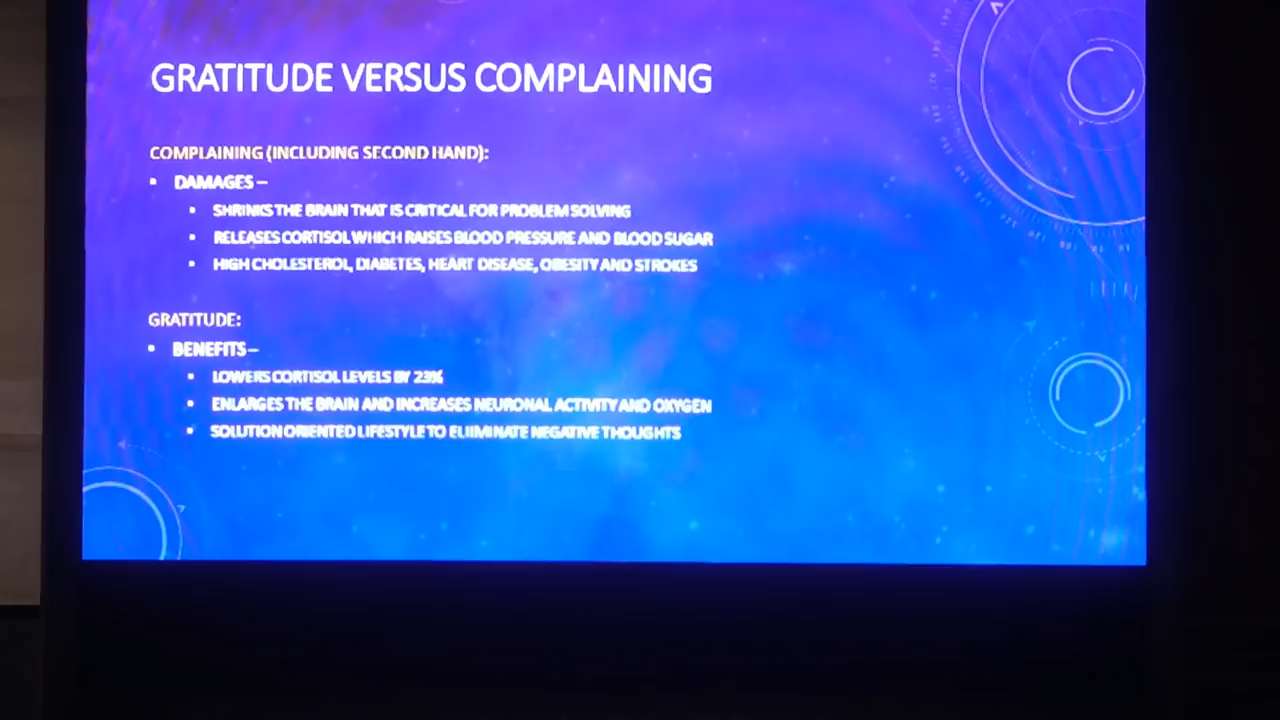 GRATITUDE VERSUS COMPLAINING
COMPLAINING (INCLUDING SECOND HAND):
▪ DAMAGES –
▪ SHRINKS THE BRAIN THAT IS CRITICAL FOR PROBLEM SOLVING
▪ RELEASES CORTISOL WHICH RAISES BLOOD PRESSURE AND BLOOD SUGAR
▪ HIGH CHOLESTEROL, DIABETES, HEART DISEASE, OBESITY AND STROKES
GRATITUDE:
▪ BENEFITS –
▪ LOWERS CORTISOL LEVELS BY 23%
▪ ENLARGES THE BRAIN AND INCREASES NEURONAL ACTIVITY AND OXYGEN
▪ SOLUTION ORIENTED LIFESTYLE TO ELIIMINATE NEGATIVE THOUGHTS